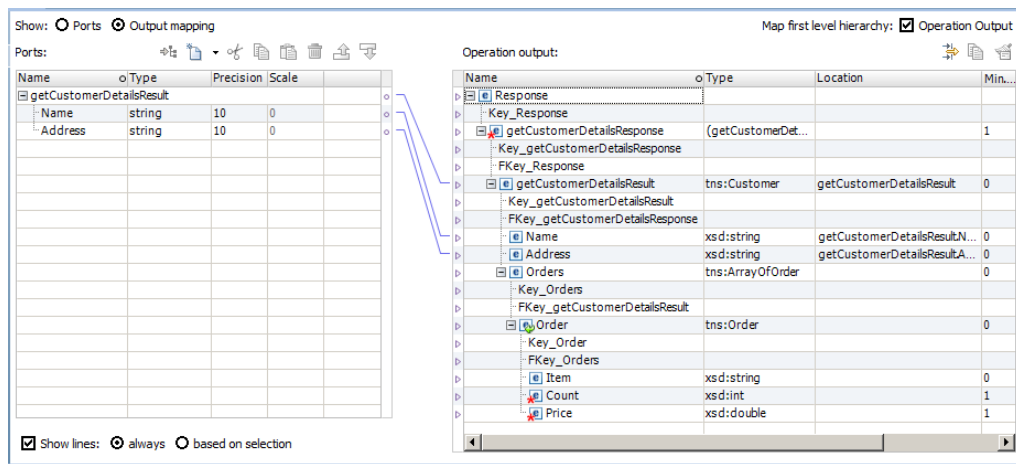 Show: Ports Output mapping Map first level hierarchy: Operation Output
Ports: Operation output:
Name Type Precision Scale
getCustomerDetailsResult
Name string 10 0
Address string 10 0
Show lines: always based on selection
Name Type Location Min...
Response
Key_Response
getCustomerDetailsResponse (getCustomerDet... 1
Key_getCustomerDetailsResponse
FKey_Response
getCustomerDetailsResult tns:Customer getCustomerDetailsResult 0
Key_getCustomerDetailsResult
FKey_getCustomerDetailsResponse
Name xsd:string getCustomerDetailsResult.N... 0
Address xsd:string getCustomerDetailsResult.A... 0
Orders tns:ArrayOfOrder 0
Key_Orders
FKey_getCustomerDetailsResult
Order tns:Order 0
Key_Order
FKey_Orders
Item xsd:string 0
Count xsd:int 1
Price xsd:double 1